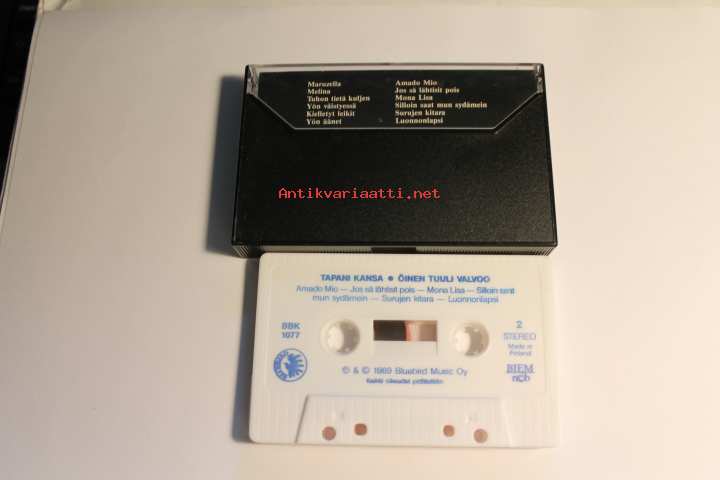 Maruzella
Melina
Tuhon tietä kuljen
Yön väistyessä
Kielletyt leikit
Yön äänet
Amado Mio
Jos sä lähtisit pois
Mona Lisa
Silloin saat mun sydämein
Surujen kitara
Luonnonlapsi
Antikvariaatti.net
TAPANI KANSA ● ÖINEN TUULI VALVOO
Amado Mio — Jos sä lähtisit pois — Mona Lisa — Silloin saat
mun sydämein — Surujen kitara — Luonnonlapsi
BBK
1077
2
STEREO
Made in
Finland
BIEM
ncb
© & © 1989 Bluebird Music Oy
Kaikki oikeudet pidätetään